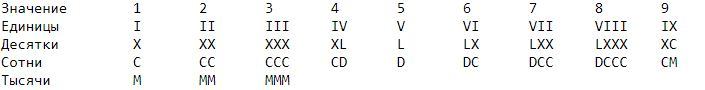 Значение 1 2 3 4 5 6 7 8 9
Единицы I II III IV V VI VII VIII IX
Десятки X XX XXX XL L LX LXX LXXX XC
Сотни C CC CCC CD D DC DCC DCCC CM
Тысячи M MM MMM